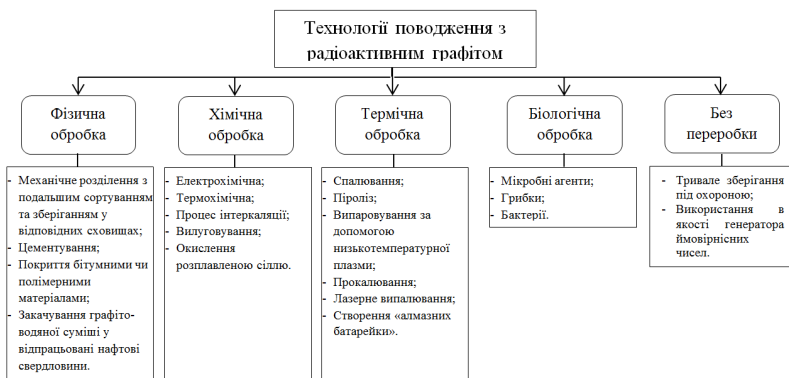 Технології поводження з
радіоактивним графітом
Фізична
обробка
Хімічна
обробка
Термічна
обробка
Біологічна
обробка
Без
переробки
- Механічне розділення з
подальшим сортуванням
та зберіганням у
відповідних сховишах;
- Цементування;
- Покриття бітумними чи
полімерними
матеріалами;
- Закачування графіто-
водяної суміші у
відпрацьовані нафтові
свердловини.
- Електрохімічна;
- Термохімічна;
- Процес інтеркаляції;
- Вилуговування;
- Окислення
розплавленою сіллю.
- Спалювання;
- Піроліз;
- Випаровування за
допомогою
низькотемпературної
плазми;
- Прокалювання;
- Лазерне випалювання;
- Створення «алмазних
батарейки».
- Мікробні агенти;
- Грибки;
- Бактерії.
- Тривале зберігання
під охороною;
- Використання в
якості генератора
ймовірнісних
чисел.